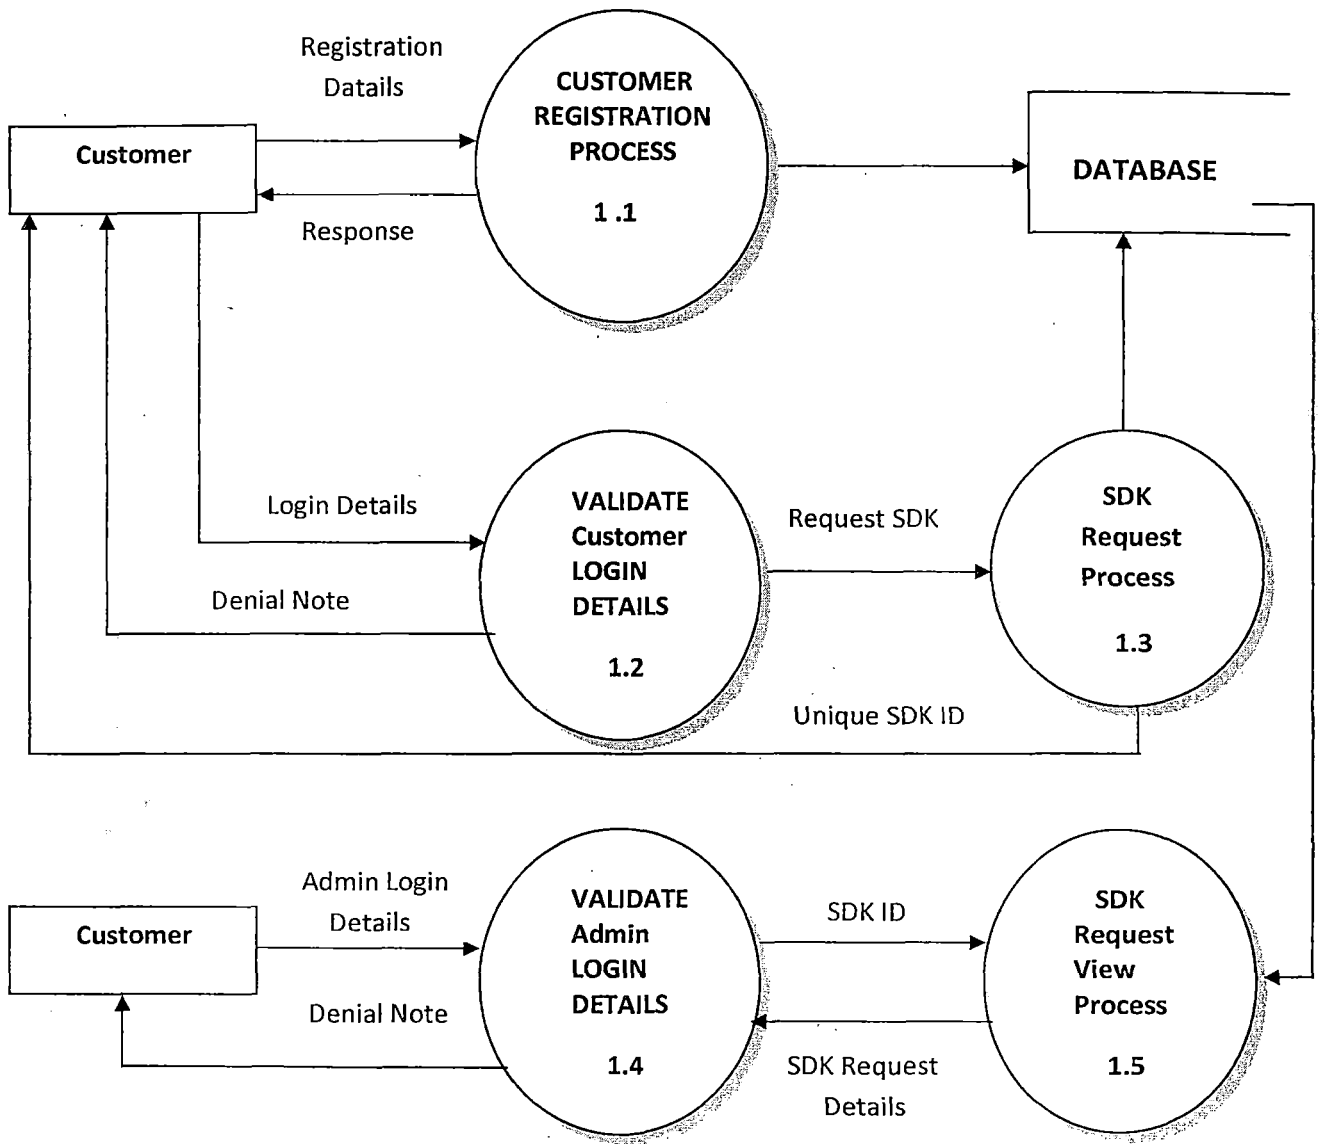 Registration
Datails
CUSTOMER
REGISTRATION
PROCESS
1 .1
Customer
Response
DATABASE
Login Details
Denial Note
VALIDATE
Customer
LOGIN
DETAILS
1.2
Request SDK
SDK
Request
Process
1.3
Unique SDK ID
Customer
Admin Login
Details
Denial Note
VALIDATE
Admin
LOGIN
DETAILS
1.4
SDK ID
SDK Request
Details
SDK
Request
View
Process
1.5